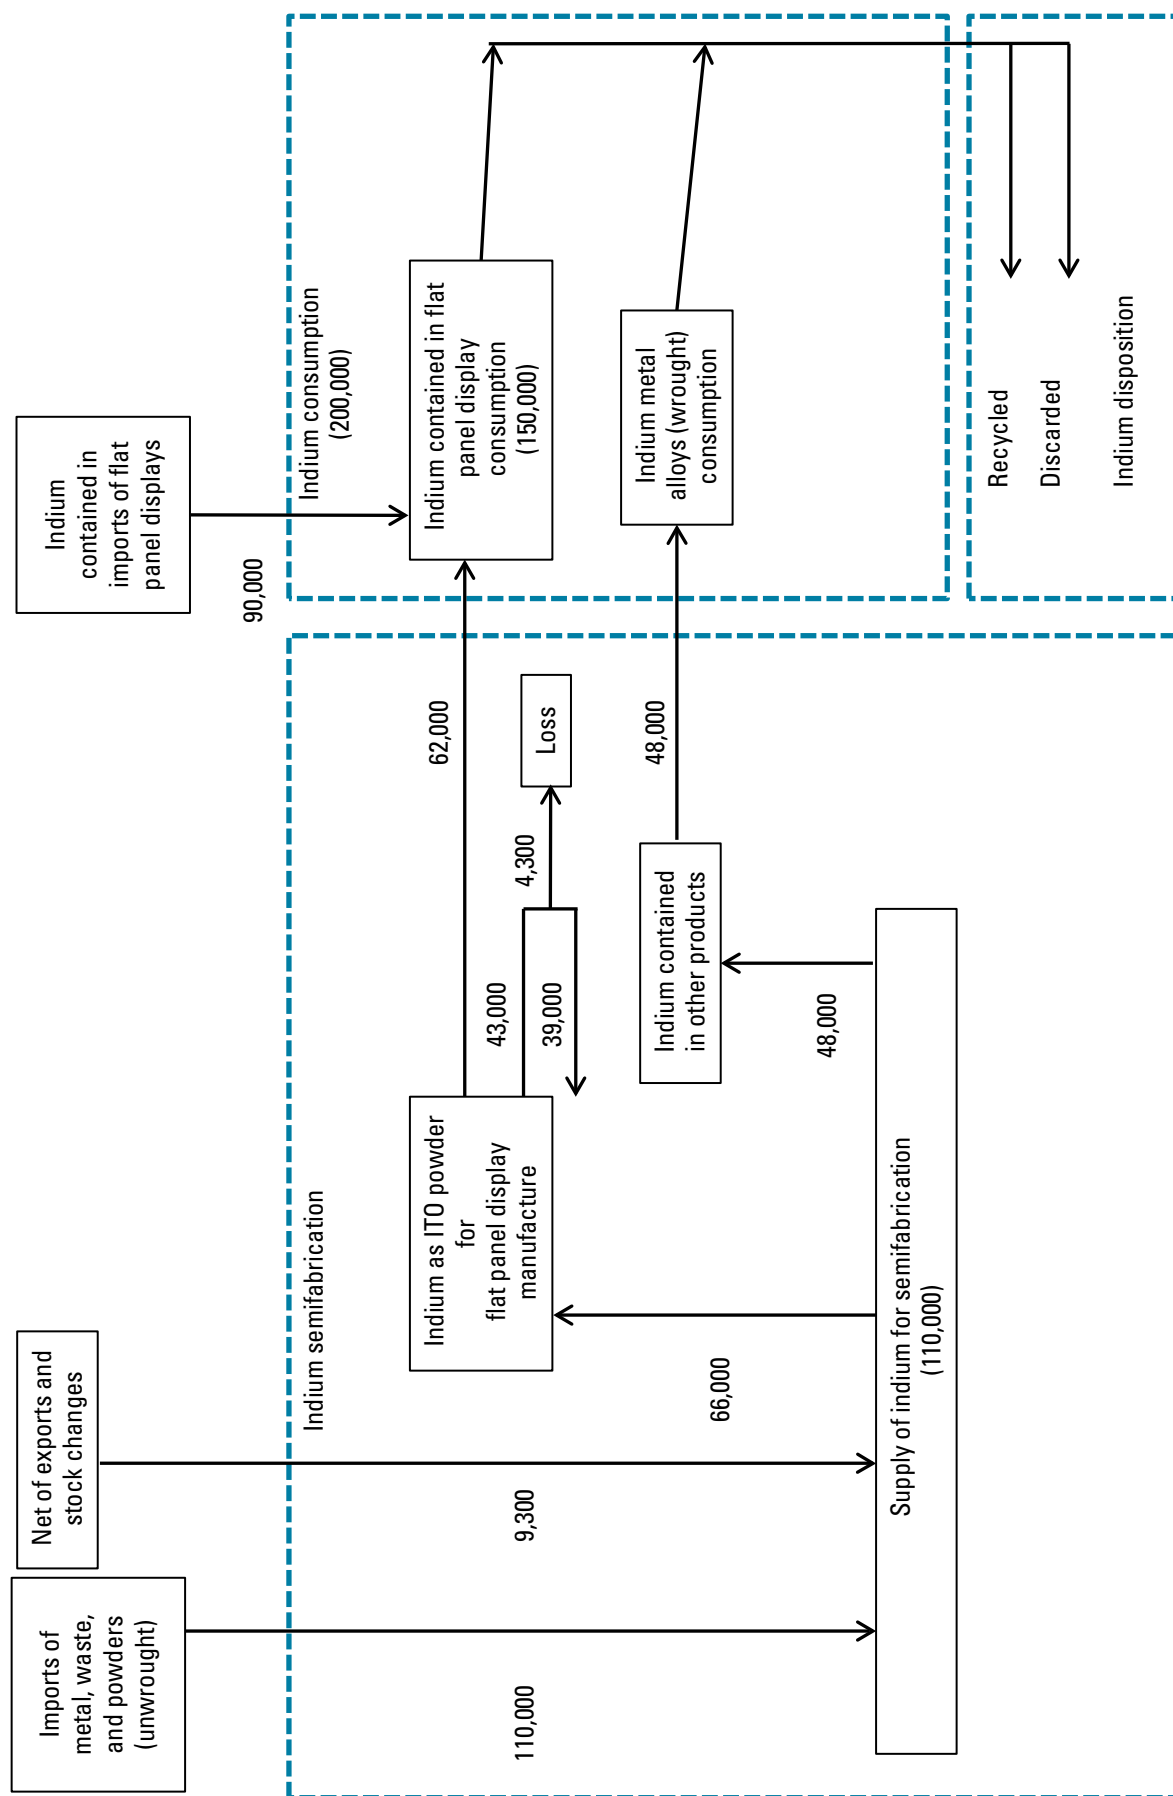 Imports of
metal, waste,
and powders
(unwrought)
Net of exports and
stock changes
Indium
contained in
imports of flat
panel displays
110,000
9,300
90,000
Indium semifabrication
Indium consumption
(200,000)
Indium as ITO powder
for
flat panel display
manufacture
62,000
43,000
39,000
4,300
Loss
Indium contained in flat
panel display
consumption
(150,000)
66,000
Indium contained
in other products
48,000
Indium metal
alloys (wrought)
consumption
48,000
Supply of indium for semifabrication
(110,000)
Recycled
Discarded
Indium disposition